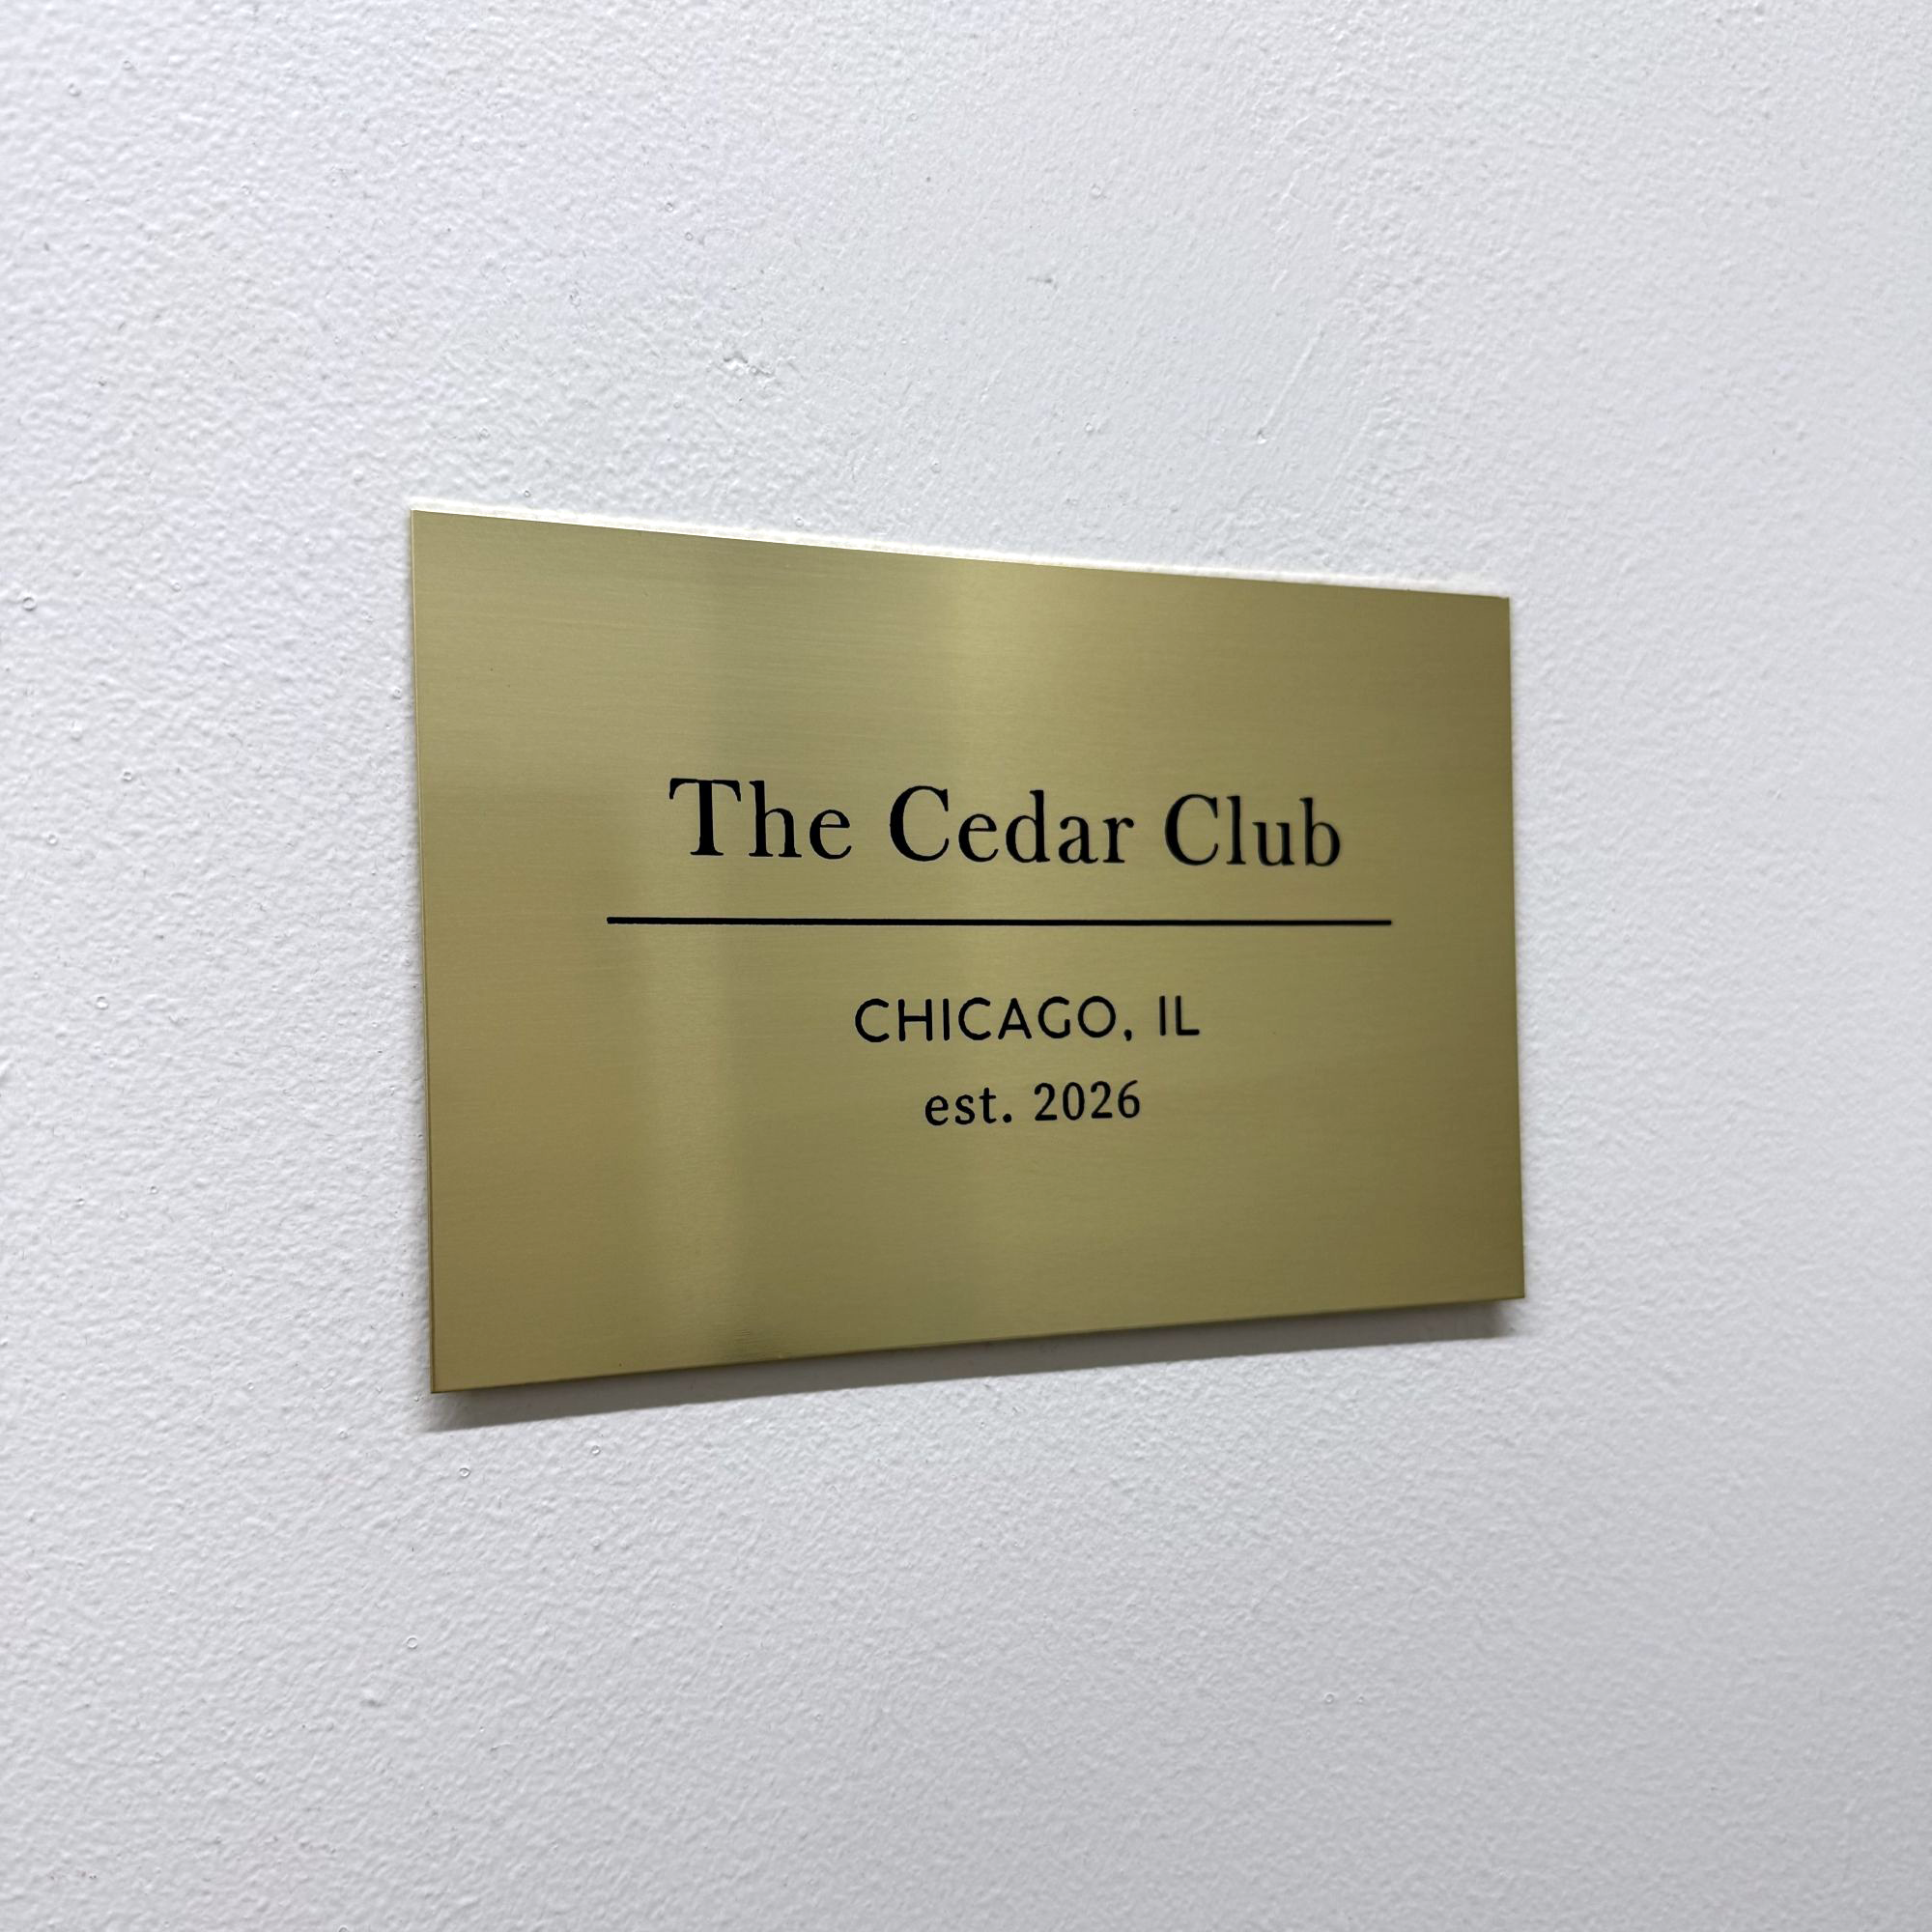 The Cedar Club
CHICAGO, IL
est. 2026